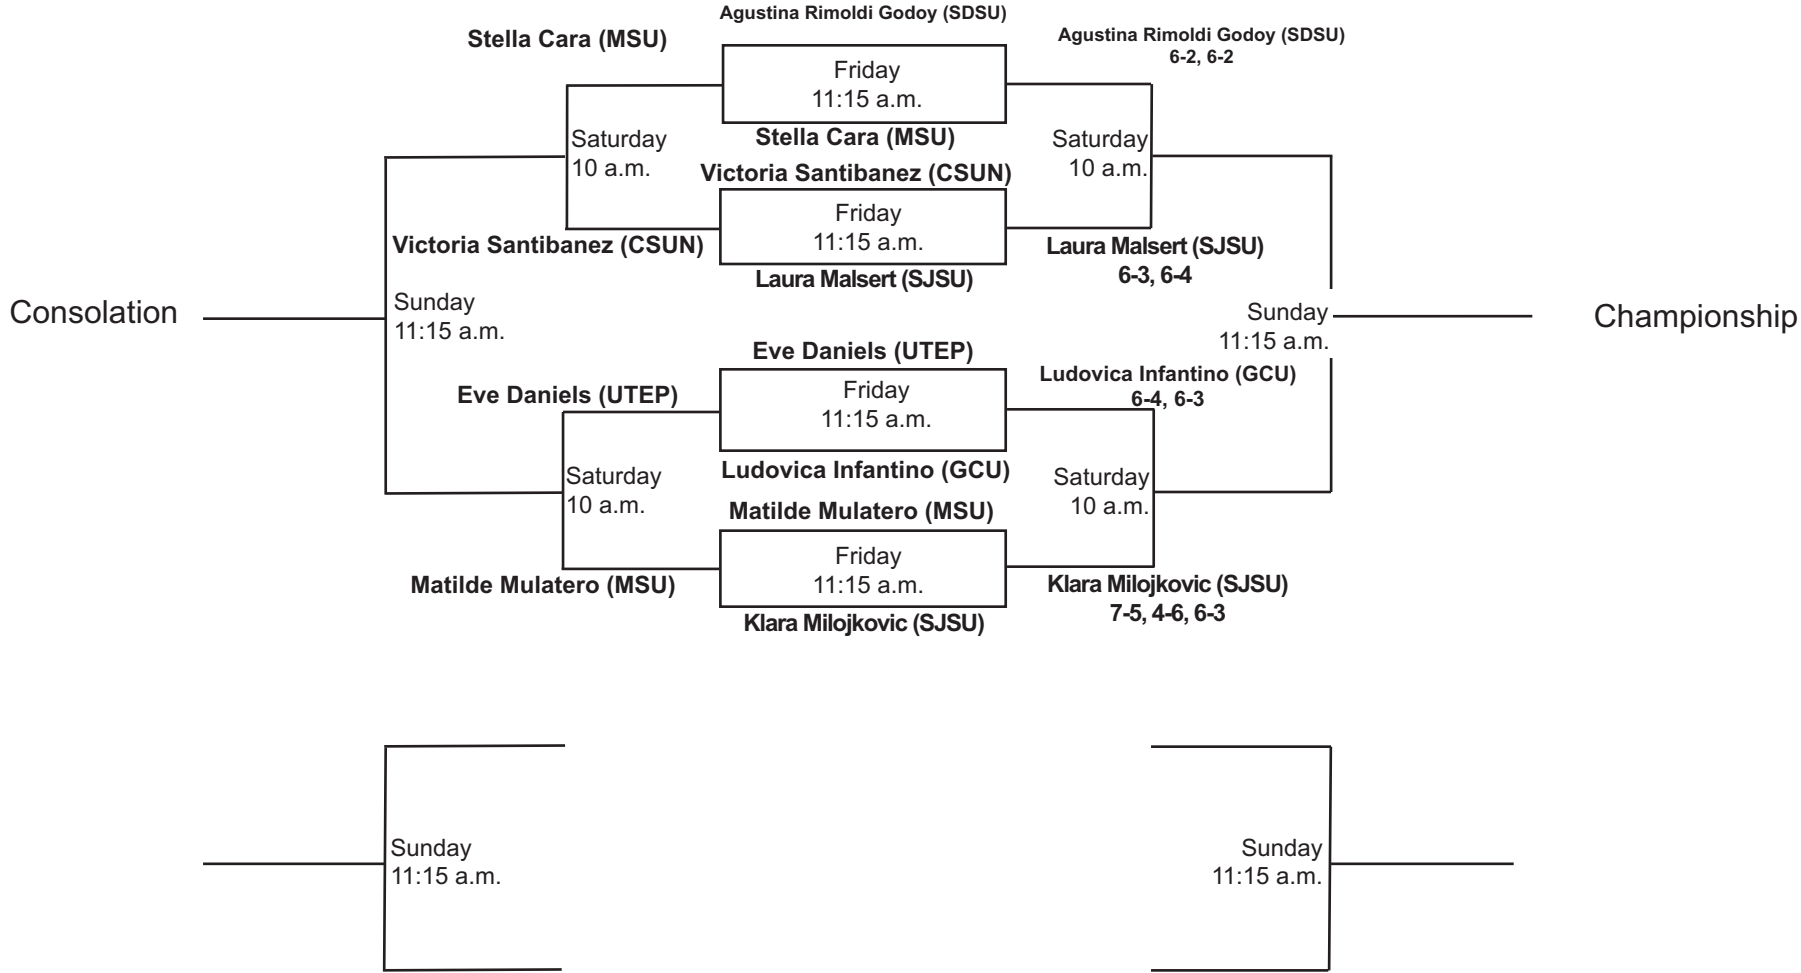 Agustina Rimoldi Godoy (SDSU)
Stella Cara (MSU)
Agustina Rimoldi Godoy (SDSU)
6-2, 6-2
Friday
11:15 a.m.
Stella Cara (MSU)
Saturday
10 a.m.
Saturday
10 a.m.
Victoria Santibanez (CSUN)
Friday
11:15 a.m.
Victoria Santibanez (CSUN)
Laura Malsert (SJSU)
6-3, 6-4
Laura Malsert (SJSU)
Consolation
Sunday
11:15 a.m.
Sunday
11:15 a.m.
Championship
Eve Daniels (UTEP)
Ludovica Infantino (GCU)
6-4, 6-3
Eve Daniels (UTEP)
Friday
11:15 a.m.
Ludovica Infantino (GCU)
Saturday
10 a.m.
Saturday
10 a.m.
Matilde Mulatero (MSU)
Friday
11:15 a.m.
Matilde Mulatero (MSU)
Klara Milojkovic (SJSU)
7-5, 4-6, 6-3
Klara Milojkovic (SJSU)
Sunday
11:15 a.m.
Sunday
11:15 a.m.